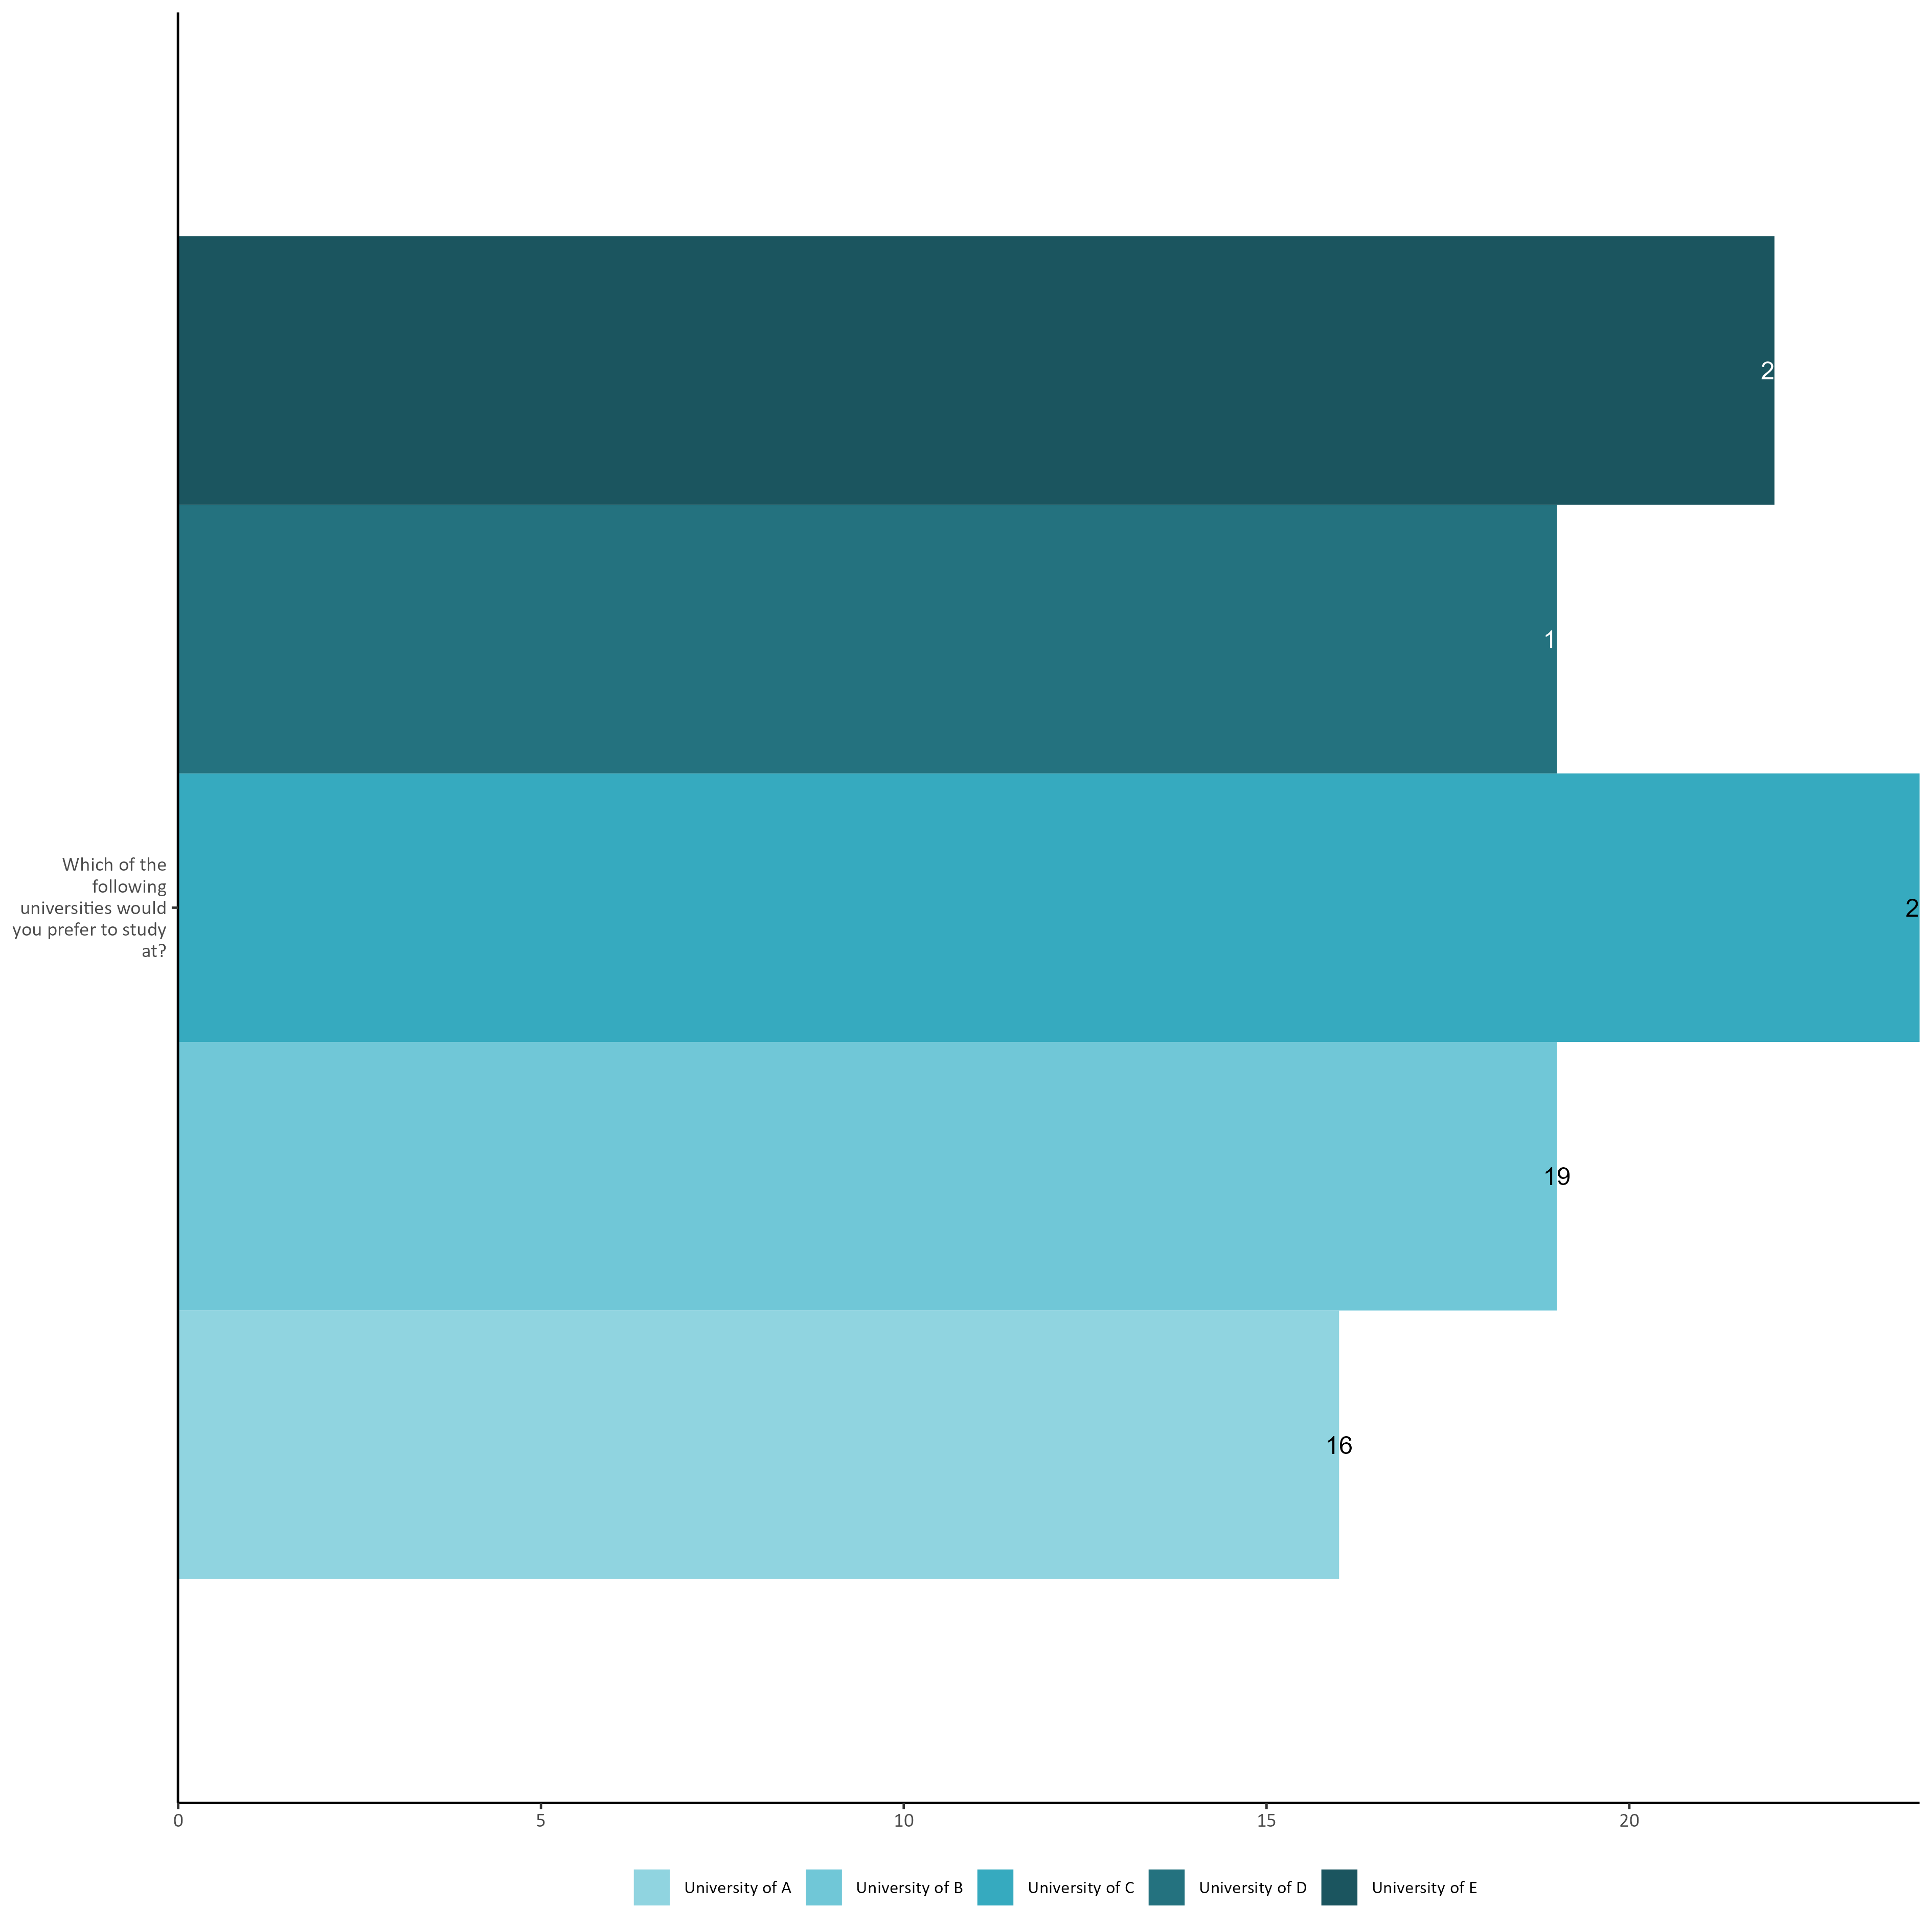 2
1
Which of the
following
universities would
you prefer to study
at?
2
19
16
0 5 10 15 20
University of A University of B University of C University of D University of E